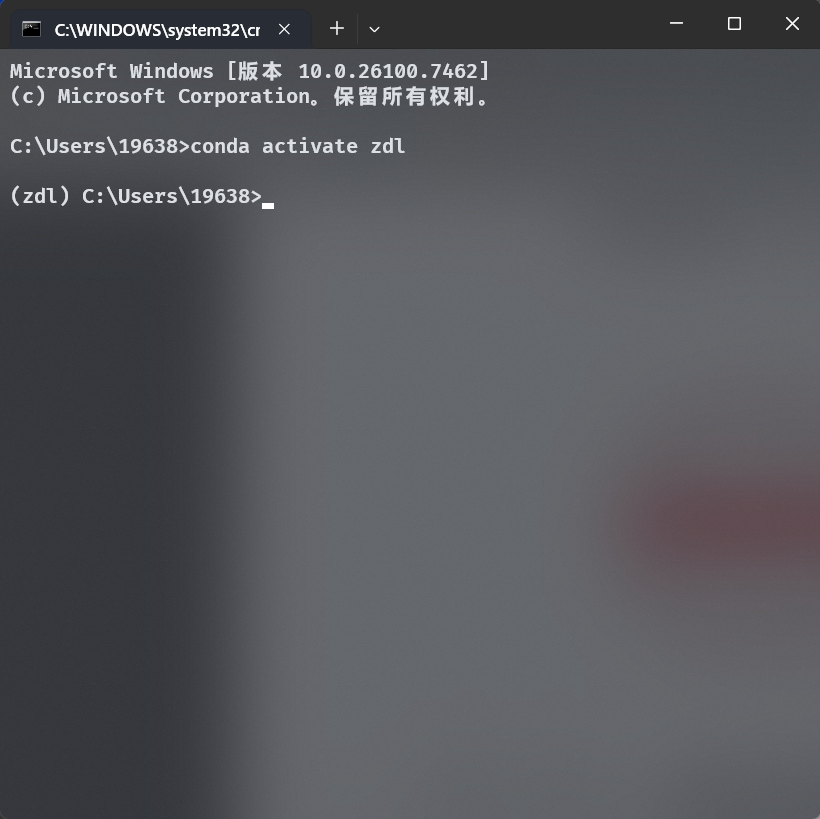 C:\WINDOWS\system32\cr
Microsoft Windows [版本 10.0.26100.7462]
(c) Microsoft Corporation。保留所有权利。
C:\Users\19638>conda activate zdl
(zdl) C:\Users\19638>